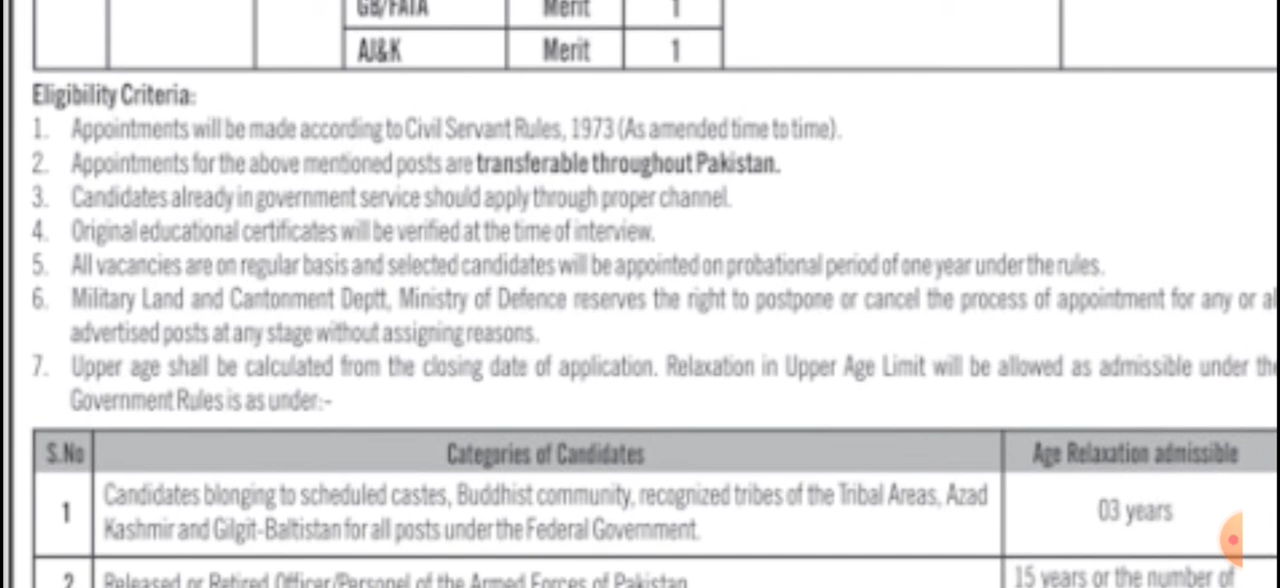 GB/FATA Merit 1
AJ&K Merit 1
Eligibility Criteria:
1. Appointments will be made according to Civil Servant Rules, 1973 (As amended time to time).
2. Appointments for the above mentioned posts are transferable throughout Pakistan.
3. Candidates already in government service should apply through proper channel.
4. Original educational certificates will be verified at the time of interview.
5. All vacancies are on regular basis and selected candidates will be appointed on probational period of one year under the rules.
6. Military Land and Cantonment Deptt, Ministry of Defence reserves the right to postpone or cancel the process of appointment for any or al
advertised posts at any stage without assigning reasons.
7. Upper age shall be calculated from the closing date of application. Relaxation in Upper Age Limit will be allowed as admissible under the
Government Rules is as under:-
S.No Categories of Candidates Age Relaxation admissible
1 Candidates blonging to scheduled castes, Buddhist community, recognized tribes of the Tribal Areas, Azad
Kashmir and Gilgit-Baltistan for all posts under the Federal Government. 03 years
2 Released or Retired Officer/Personel of the Armed Forces of Pakistan 15 years or the number of